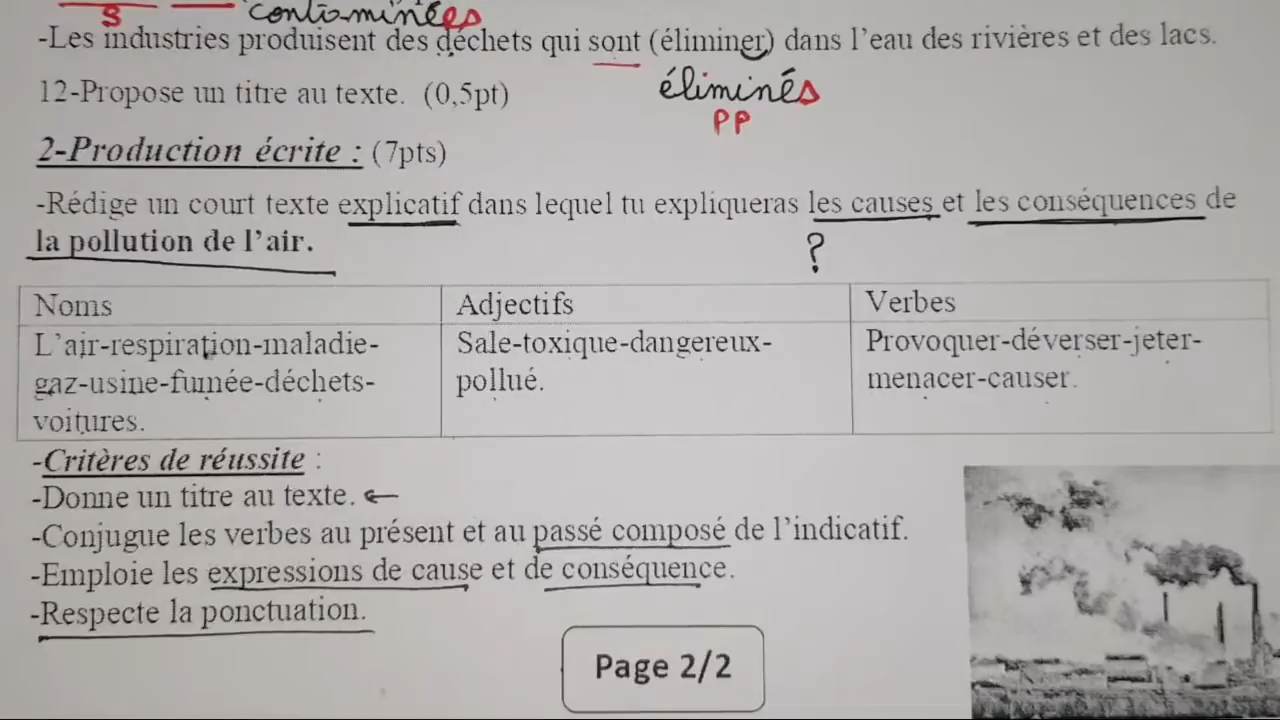 s contaminées
-Les industries produisent des déchets qui sont (éliminer) dans l'eau des rivières et des lacs.
12-Propose un titre au texte. (0,5pt)
éliminés
PP
2-Production écrite : (7pts)
-Rédige un court texte explicatif dans lequel tu expliqueras les causes et les conséquences de
la pollution de l'air.
?
Noms Adjectifs Verbes
L'air-respiration-maladie- Sale-toxique-dangereux- Provoquer-déverser-jeter-
gaz-usine-fumée-déchets- pollué. menacer-causer.
voitures.
-Critères de réussite :
-Donne un titre au texte. ←
-Conjugue les verbes au présent et au passé composé de l'indicatif.
-Emploie les expressions de cause et de conséquence.
-Respecte la ponctuation.
Page 2/2